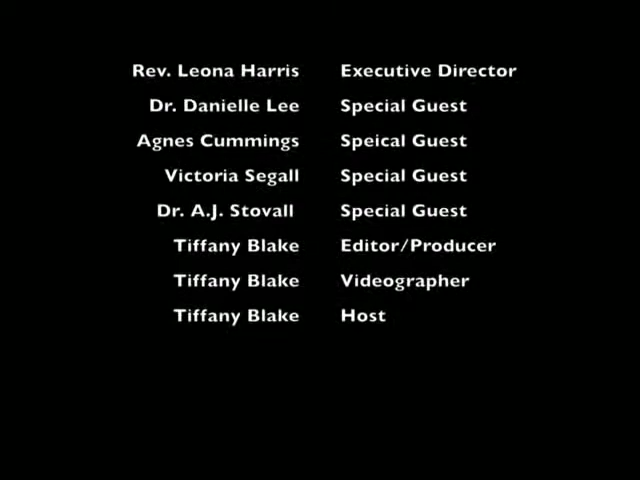 Rev. Leona Harris Executive Director
Dr. Danielle Lee Special Guest
Agnes Cummings Speical Guest
Victoria Segall Special Guest
Dr. A.J. Stovall Special Guest
Tiffany Blake Editor/Producer
Tiffany Blake Videographer
Tiffany Blake Host